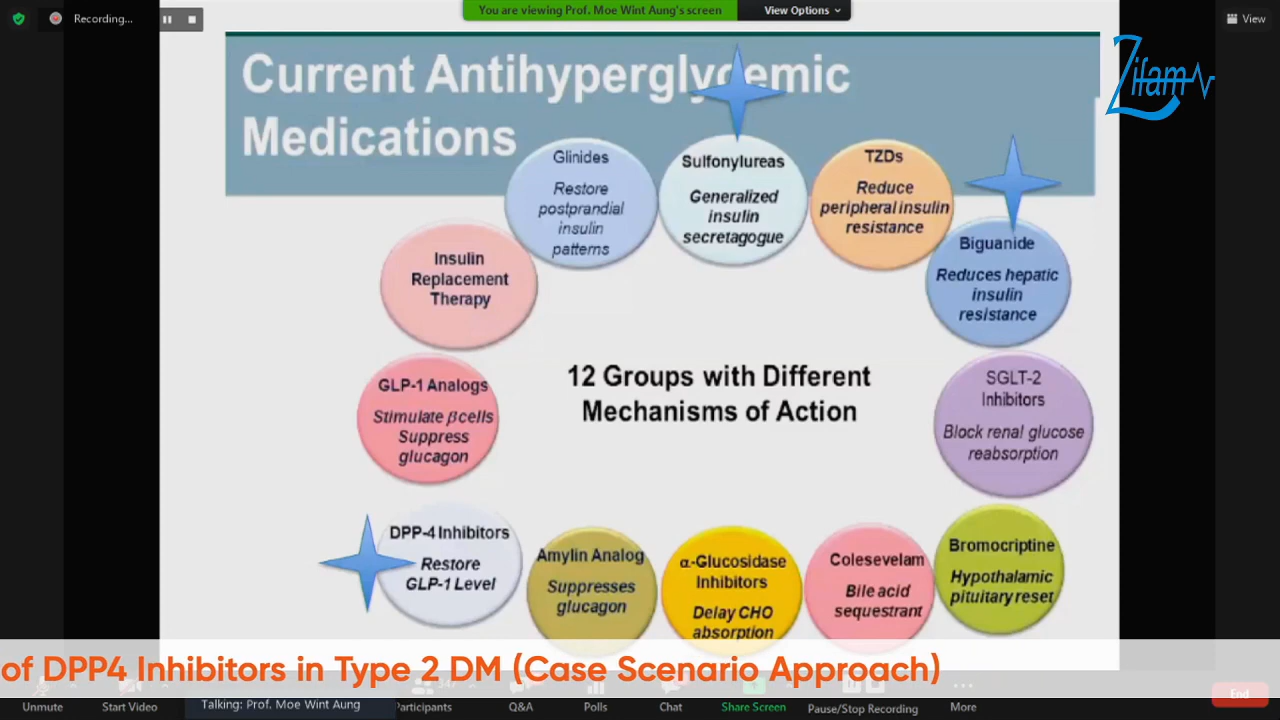 Recording...
You are viewing Prof. Moe Wint Aung's screen
View Options
View
Zifam
Current Antihyperglycemic
Medications
Glinides
Restore
postprandial
insulin
patterns
Sulfonylureas
Generalized
insulin
secretagogue
TZDs
Reduce
peripheral insulin
resistance
Biguanide
Reduces hepatic
insulin
resistance
Insulin
Replacement
Therapy
12 Groups with Different
Mechanisms of Action
SGLT-2
Inhibitors
Block renal glucose
reabsorption
GLP-1 Analogs
Stimulate βcells
Suppress
glucagon
DPP-4 Inhibitors
Restore
GLP-1 Level
Amylin Analog
Suppresses
glucagon
α-Glucosidase
Inhibitors
Delay CHO
absorption
Colesevelam
Bile acid
sequestrant
Bromocriptine
Hypothalamic
pituitary reset
of DPP4 Inhibitors in Type 2 DM (Case Scenario Approach)
Unmute
Start Video
Talking: Prof. Moe Wint Aung
Participants
Q&A
Polls
Chat
Share Screen
Pause/Stop Recording
More
End